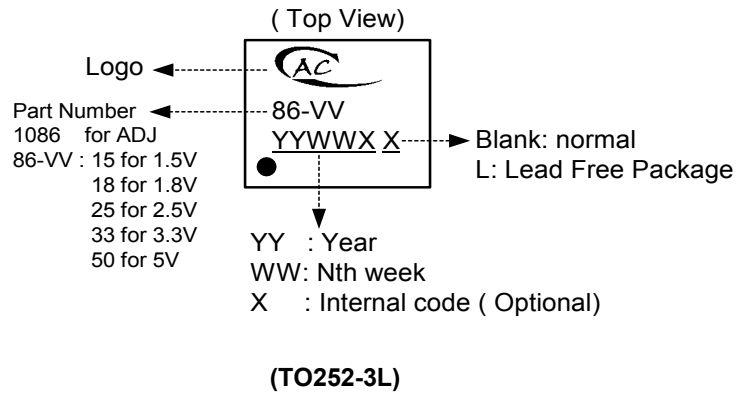 ( Top View)
Logo
AC
Part Number
1086 for ADJ
86-VV : 15 for 1.5V
18 for 1.8V
25 for 2.5V
33 for 3.3V
50 for 5V
86-VV
YYWWX X
Blank: normal
L: Lead Free Package
YY : Year
WW: Nth week
X : Internal code ( Optional)
(TO252-3L)